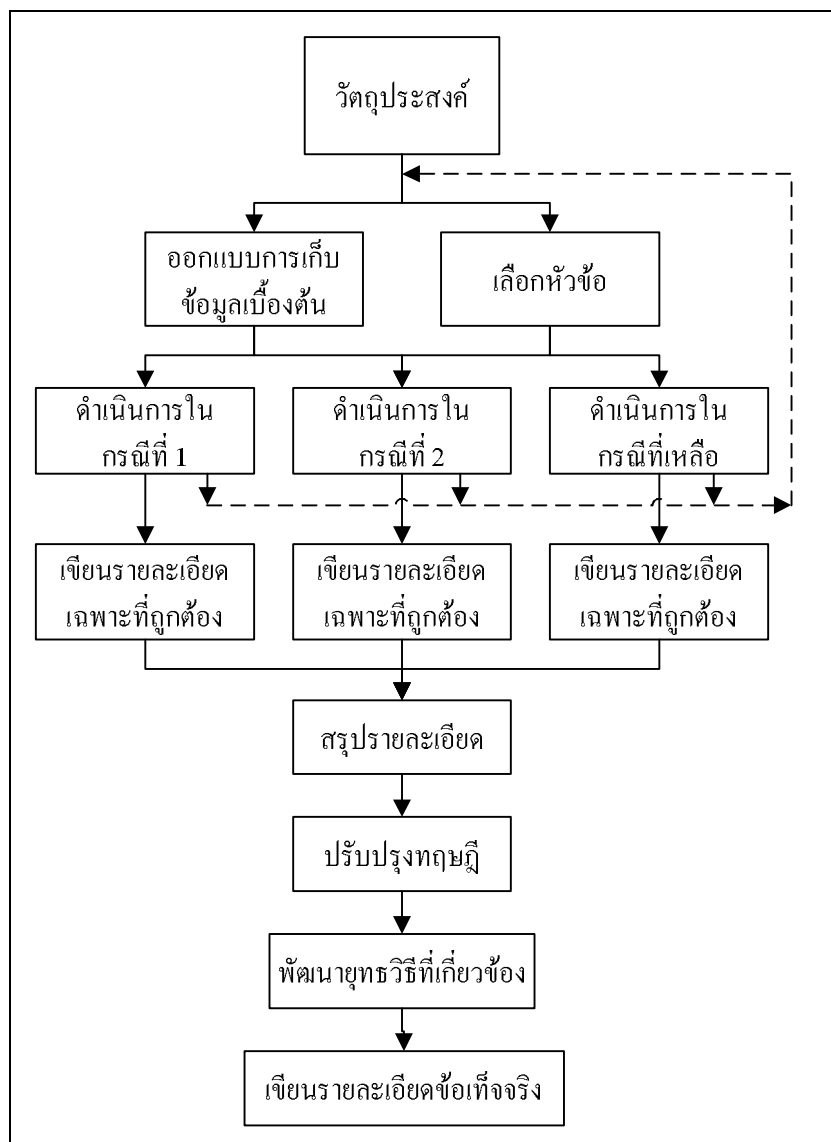 วัตถุประสงค์
ออกแบบการเก็บ
ข้อมูลเบื้องต้น
เลือกหัวข้อ
ดำเนินการใน
กรณีที่ 1
ดำเนินการใน
กรณีที่ 2
ดำเนินการใน
กรณีที่เหลือ
เขียนรายละเอียด
เฉพาะที่ถูกต้อง
เขียนรายละเอียด
เฉพาะที่ถูกต้อง
เขียนรายละเอียด
เฉพาะที่ถูกต้อง
สรุปรายละเอียด
ปรับปรุงทฤษฎี
พัฒนายุทธวิธีที่เกี่ยวข้อง
เขียนรายละเอียดข้อเท็จจริง